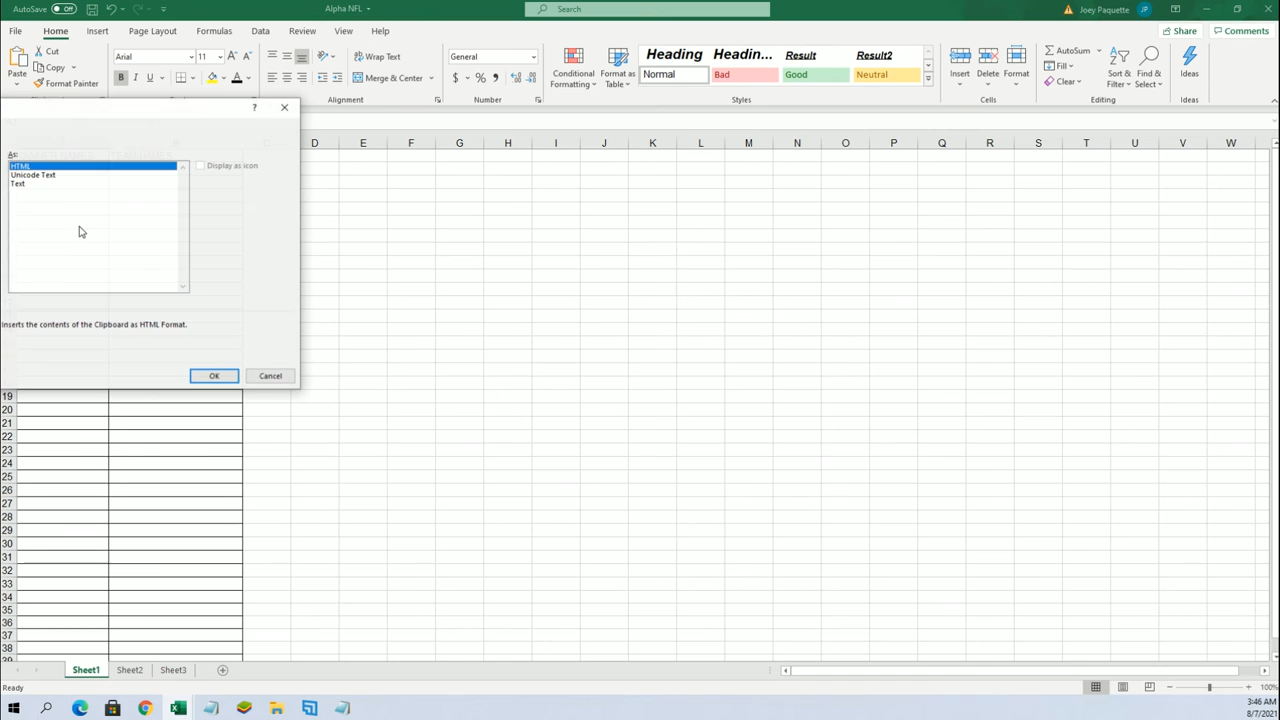 AutoSave Off Alpha NFL Search Joey Paquette JP
File Home Insert Page Layout Formulas Data Review View Help Share Comments
Cut Arial 11 Wrap Text General Heading Headin... Result Result2 AutoSum
Copy Fill
Paste Format Painter B I U Merge & Center $ % Conditional Formatting Format as Table Normal Bad Good Neutral Insert Delete Format Clear Sort & Filter Find & Select Ideas
Alignment Number Styles Cells Editing Ideas
?
D E F G H I J K L M N O P Q R S T U V W
As:
HTML Display as icon
Unicode Text
Text
Inserts the contents of the Clipboard as HTML Format.
OK Cancel
19
20
21
22
23
24
25
26
27
28
29
30
31
32
33
34
35
36
37
38
39
Sheet1 Sheet2 Sheet3
Ready 100%
3:46 AM
8/7/2021